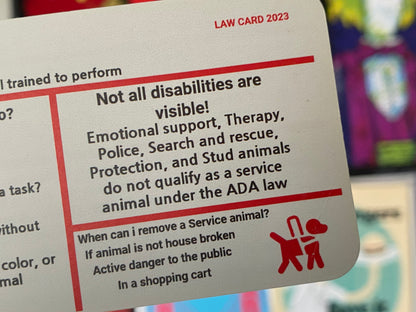 LAW CARD 2023
l trained to perform
o?
a task?
without
color, or
mal
Not all disabilities are
visible!
Emotional support, Therapy,
Police, Search and rescue,
Protection, and Stud animals
do not qualify as a service
animal under the ADA law
When can i remove a Service animal?
If animal is not house broken
Active danger to the public
In a shopping cart